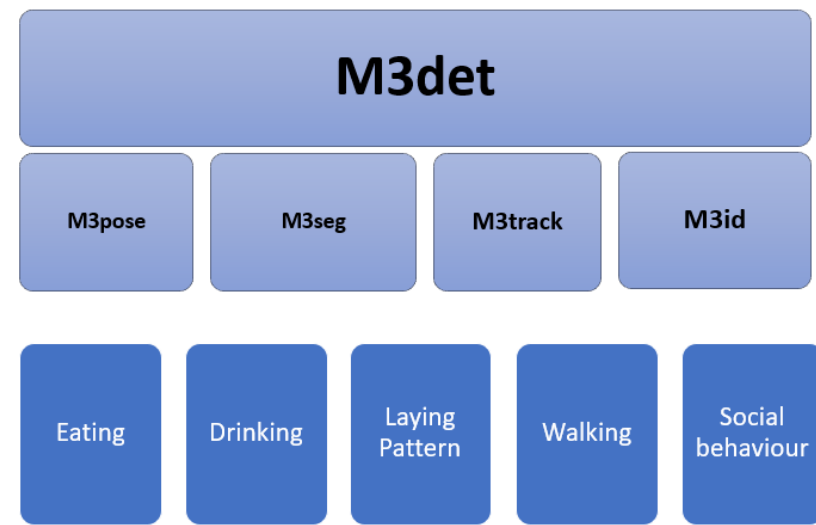 M3det
M3pose
M3seg
M3track
M3id
Eating
Drinking
Laying
Pattern
Walking
Social
behaviour